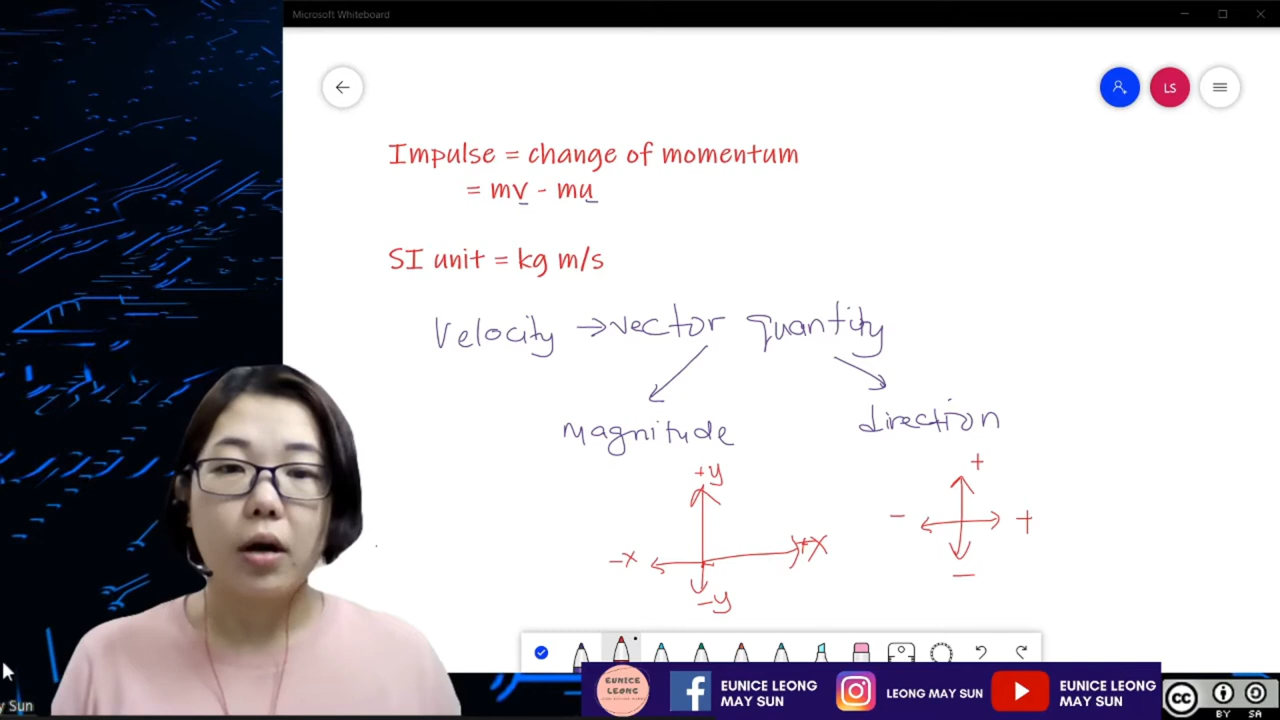 Microsoft Whiteboard
LS
Impulse = change of momentum
= mv - mu
SI unit = kg m/s
Velocity → vector quantity
magnitude
direction
+y
+
-
+
-x
+x
-
-y
EUNICE
LEONG
EUNICE LEONG
MAY SUN
LEONG MAY SUN
EUNICE LEONG
MAY SUN
CC
BY SA
y Sun